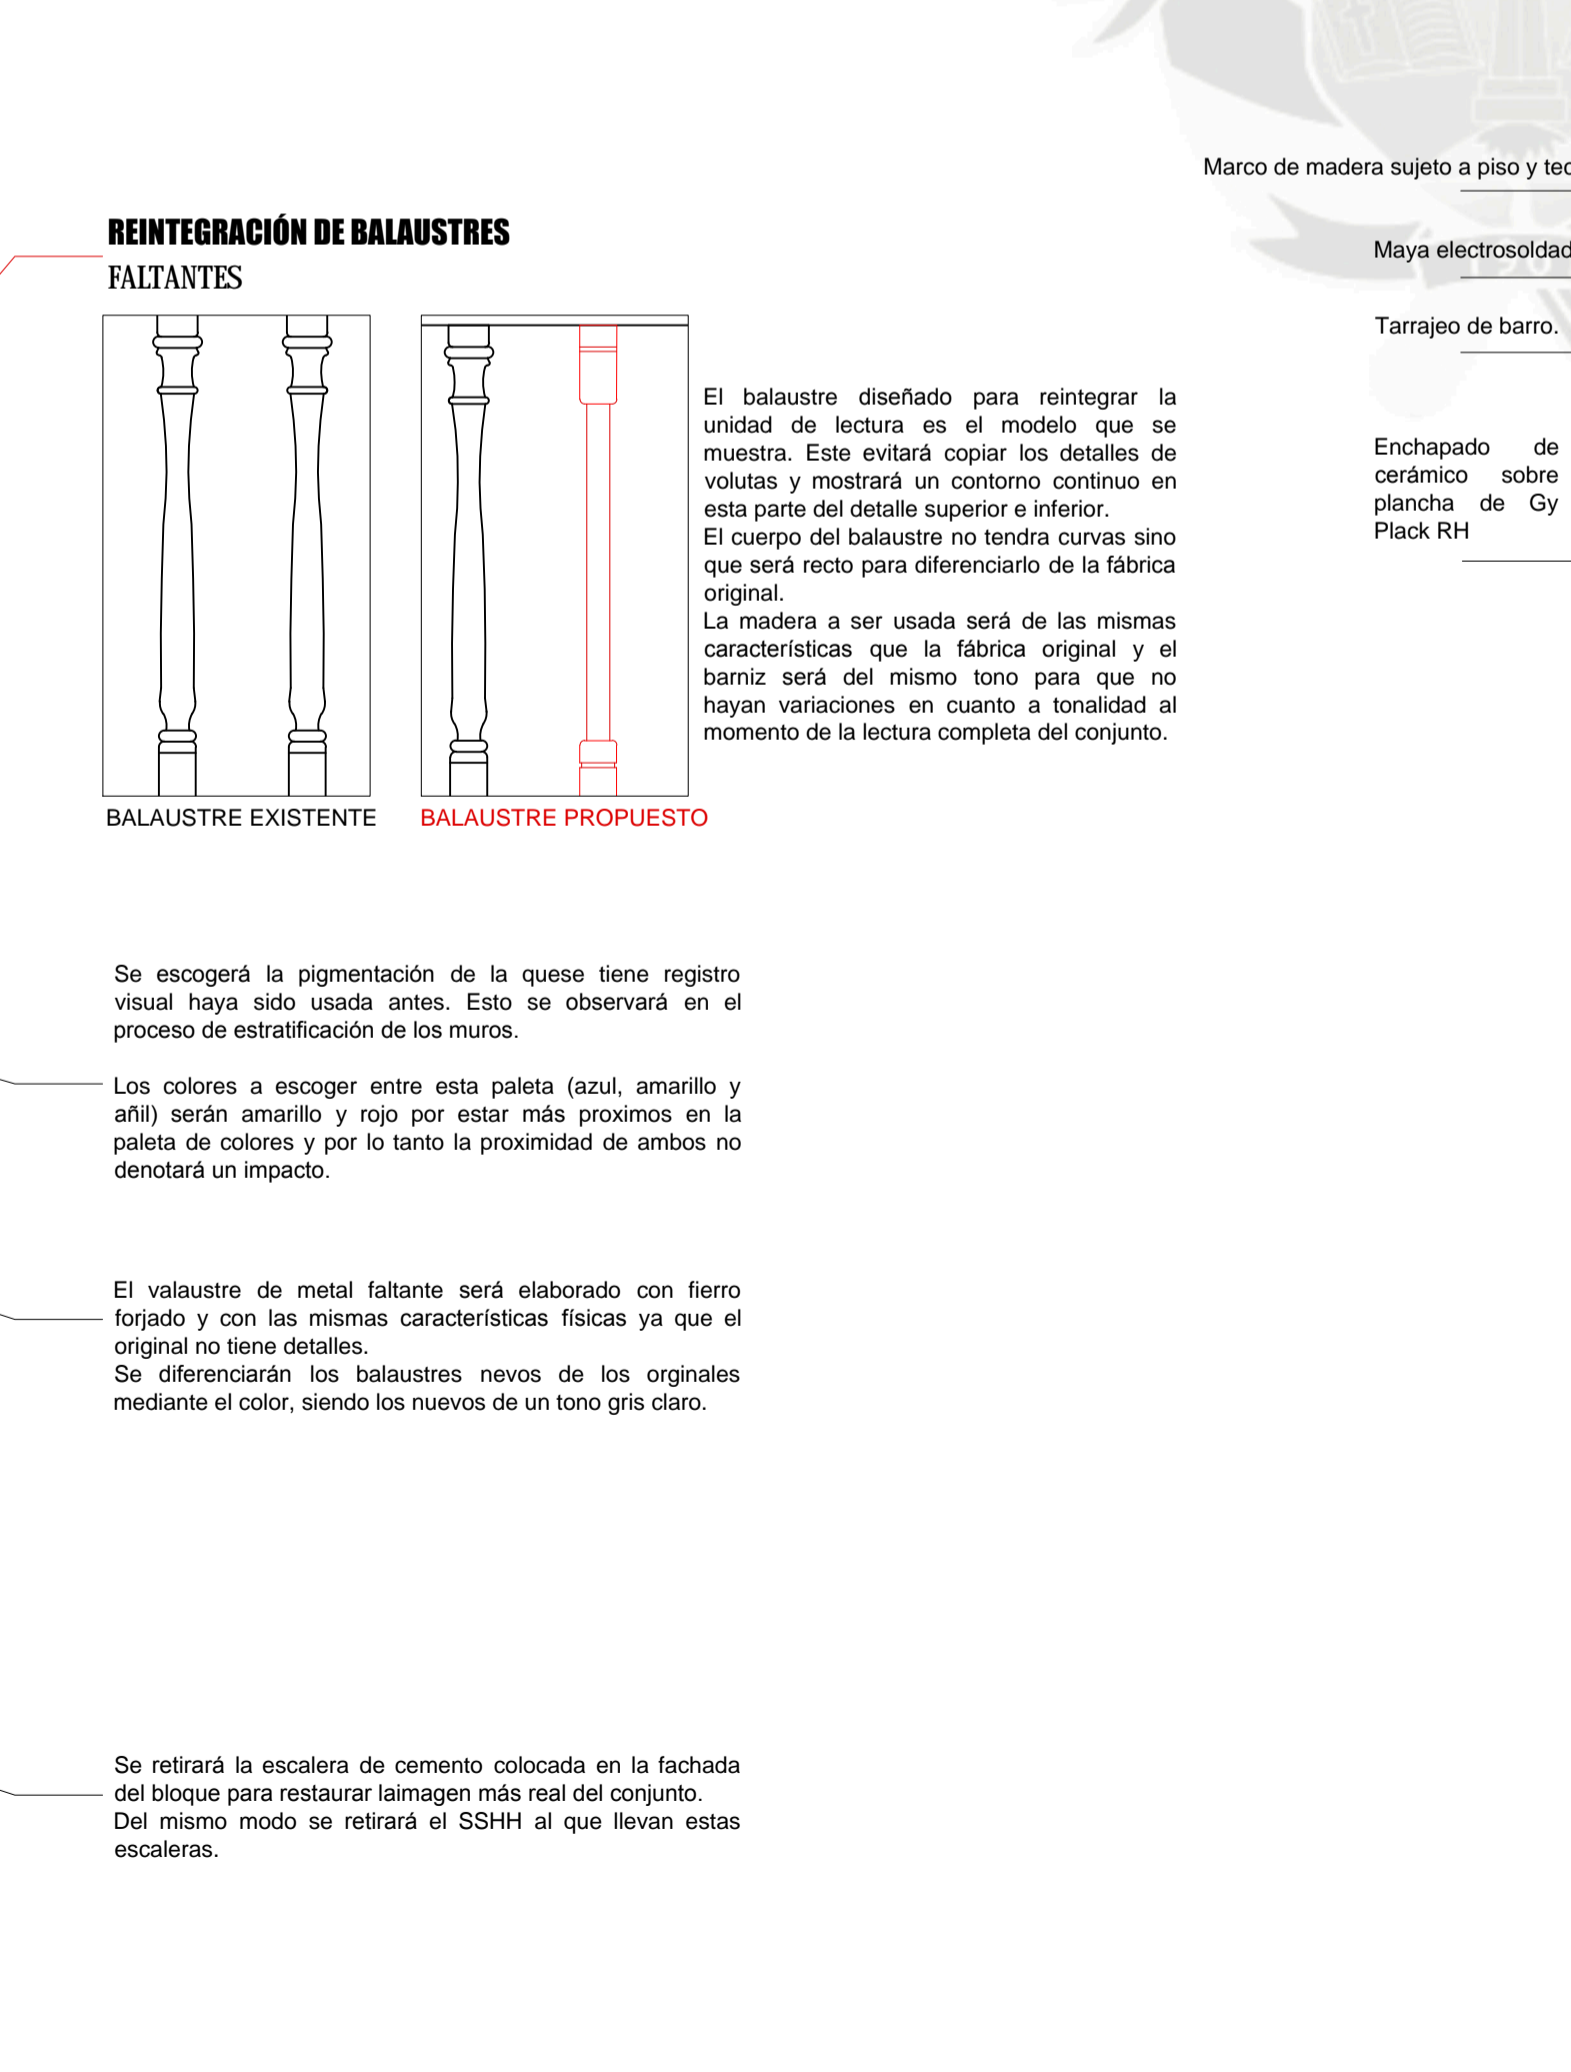 REINTEGRACIÓN DE BALAUSTRES
FALTANTES
BALAUSTRE EXISTENTE
BALAUSTRE PROPUESTO
El balaustre diseñado para reintegrar la
unidad de lectura es el modelo que se
muestra. Este evitará copiar los detalles de
volutas y mostrará un contorno continuo en
esta parte del detalle superior e inferior.
El cuerpo del balaustre no tendra curvas sino
que será recto para diferenciarlo de la fábrica
original.
La madera a ser usada será de las mismas
características que la fábrica original y el
barniz será del mismo tono para que no
hayan variaciones en cuanto a tonalidad al
momento de la lectura completa del conjunto.
Se escogerá la pigmentación de la quese tiene registro
visual haya sido usada antes. Esto se observará en el
proceso de estratificación de los muros.
Los colores a escoger entre esta paleta (azul, amarillo y
añil) serán amarillo y rojo por estar más proximos en la
paleta de colores y por lo tanto la proximidad de ambos no
denotará un impacto.
El valaustre de metal faltante será elaborado con fierro
forjado y con las mismas características físicas ya que el
original no tiene detalles.
Se diferenciarán los balaustres nevos de los orginales
mediante el color, siendo los nuevos de un tono gris claro.
Se retirará la escalera de cemento colocada en la fachada
del bloque para restaurar laimagen más real del conjunto.
Del mismo modo se retirará el SSHH al que llevan estas
escaleras.
Marco de madera sujeto a piso y
Maya
Tarrajeo de barro.
Enchapado de
cerámico sobre
plancha de Gy
Plack RH